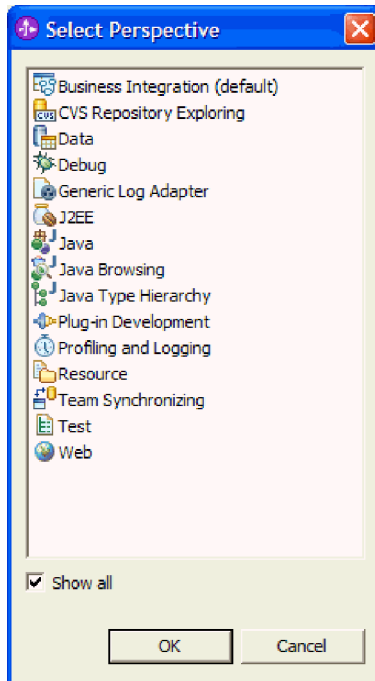 Select Perspective
Business Integration (default)
CVS Repository Exploring
Data
Debug
Generic Log Adapter
J2EE
Java
Java Browsing
Java Type Hierarchy
Plug-in Development
Profiling and Logging
Resource
Team Synchronizing
Test
Web
Show all
OK Cancel